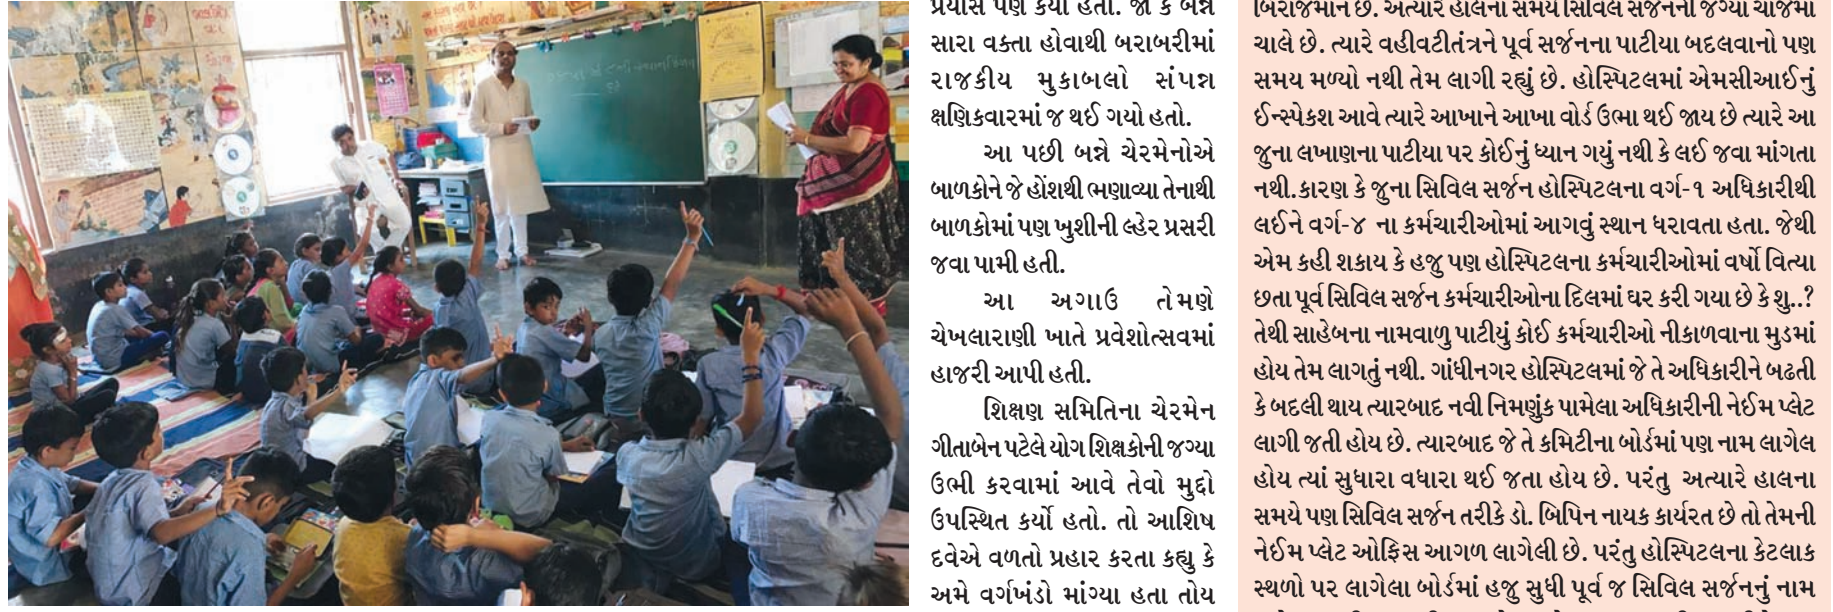 પ્રયાસ પણ કર્યો હતો. જો કે બન્ને
સારા વક્તા હોવાથી બરાબરીમાં
રાજકીય મુકાબલો સંપન્ન
ક્ષણિકવારમાં જ થઈ ગયો હતો.
આ પછી બન્ને ચેરમેનોએ
બાળકોને જે હોંશથી ભણાવ્યા તેનાથી
બાળકોમાં પણ ખુશીની લ્હેર પ્રસરી
જવા પામી હતી.
આ અગાઉ તેમણે
ચેખલારાણી ખાતે પ્રવેશોત્સવમાં
હાજરી આપી હતી.
શિક્ષણ સમિતિના ચેરમેન
ગીતાબેન પટેલે યોગ શિક્ષકોની જગ્યા
ઉભી કરવામાં આવે તેવો મુદ્દો
ઉપસ્થિત કર્યો હતો. તો આશિષ
દવેએ વળતો પ્રહાર કરતા કહ્યુ કે
અમે વર્ગખંડો માંગ્યા હતા તોય
બિરાજમાન છે. અત્યારે હાલના સમયે સિવિલ સર્જનની જગ્યા ચાર્જમાં
ચાલે છે. ત્યારે વહીવટીતંત્રને પૂર્વ સર્જનના પાટીયા બદલવાનો પણ
સમય મળ્યો નથી તેમ લાગી રહ્યું છે. હોસ્પિટલમાં એમસીઆઈનું
ઈન્સ્પેકશ આવે ત્યારે આખાને આખા વોર્ડ ઉભા થઈ જાય છે ત્યારે આ
જુના લખાણના પાટીયા પર કોઈનું ધ્યાન ગયું નથી કે લઈ જવા માંગતા
નથી.કારણ કે જુના સિવિલ સર્જન હોસ્પિટલના વર્ગ-૧ અધિકારીથી
લઈને વર્ગ-૪ ના કર્મચારીઓમાં આગવું સ્થાન ધરાવતા હતા. જેથી
એમ કહી શકાય કે હજુ પણ હોસ્પિટલના કર્મચારીઓમાં વર્ષો વિત્યા
છતા પૂર્વ સિવિલ સર્જન કર્મચારીઓના દિલમાં ઘર કરી ગયા છે કે શુ..?
તેથી સાહેબના નામવાળુ પાટીયું કોઈ કર્મચારીઓ નીકાળવાના મુડમાં
હોય તેમ લાગતું નથી. ગાંધીનગર હોસ્પિટલમાં જે તે અધિકારીને બઢતી
કે બદલી થાય ત્યારબાદ નવી નિમણુંક પામેલા અધિકારીની નેઈમ પ્લેટ
લાગી જતી હોય છે. ત્યારબાદ જે તે કમિટીના બોર્ડમાં પણ નામ લાગેલ
હોય ત્યાં સુધારા વધારા થઈ જતા હોય છે. પરંતુ અત્યારે હાલના
સમયે પણ સિવિલ સર્જન તરીકે ડો. બિપિન નાયક કાર્યરત છે તો તેમની
નેઈમ પ્લેટ ઓફિસ આગળ લાગેલી છે. પરંતુ હોસ્પિટલના કેટલાક
સ્થળો પર લાગેલા બોર્ડમાં હજુ સુધી પૂર્વ જ સિવિલ સર્જનનું નામ